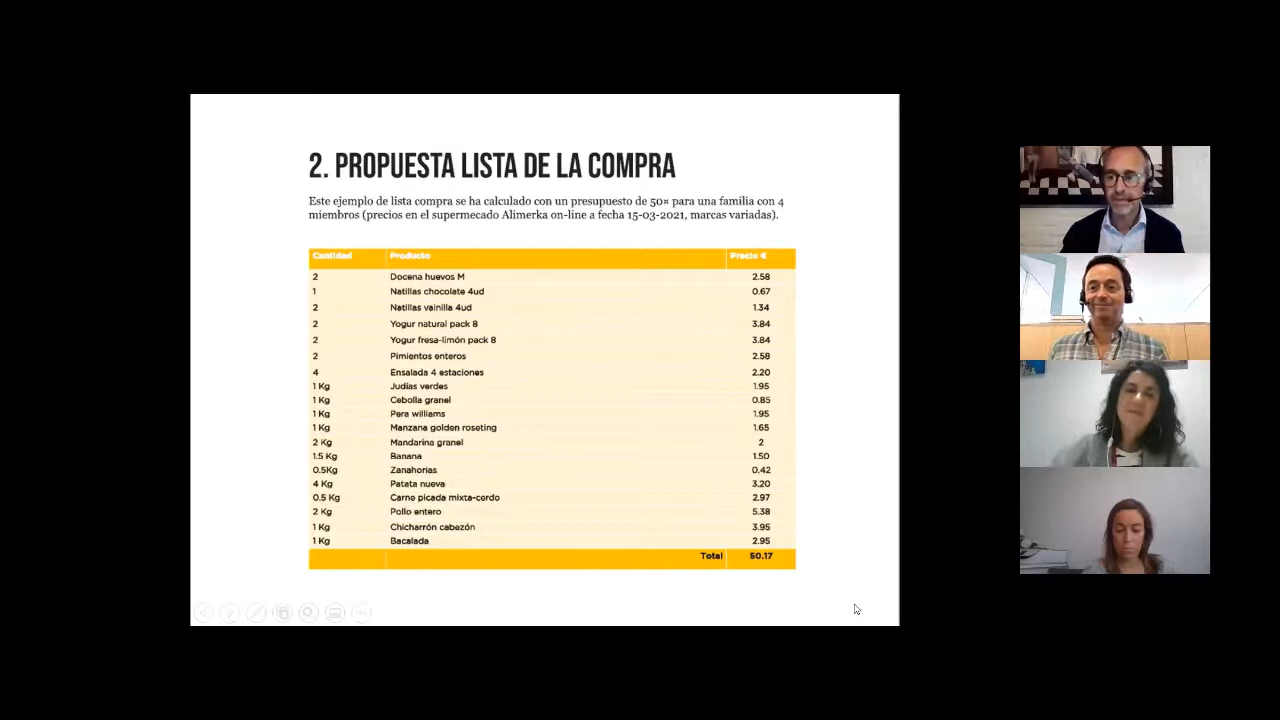 2. PROPUESTA LISTA DE LA COMPRA
Este ejemplo de lista compra se ha calculado con un presupuesto de 50¤ para una familia con 4
miembros (precios en el supermecado Alimerka on-line a fecha 15-03-2021, marcas variadas).
Cantidad Producto Precio €
2 Docena huevos M 2.58
1 Natillas chocolate 4ud 0.67
2 Natillas vainilla 4ud 1.34
2 Yogur natural pack 8 3.84
2 Yogur fresa-limón pack 8 3.84
2 Pimientos enteros 2.58
4 Ensalada 4 estaciones 2.20
1 Kg Judías verdes 1.95
1 Kg Cebolla granel 0.85
1 Kg Pera williams 1.95
1 Kg Manzana golden roseting 1.65
2 Kg Mandarina granel 2
1.5 Kg Banana 1.50
0.5Kg Zanahorias 0.42
4 Kg Patata nueva 3.20
0.5 Kg Carne picada mixta-cerdo 2.97
2 Kg Pollo entero 5.38
1 Kg Chicharrón cabezón 3.95
1 Kg Bacalada 2.95
Total 50.17